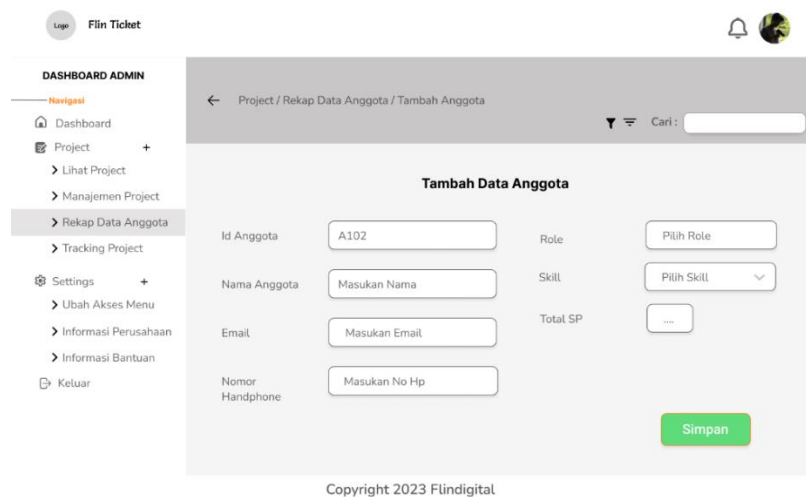 Logo
Flin Ticket
DASHBOARD ADMIN
Navigasi
Dashboard
Project +
Lihat Project
Manajemen Project
Rekap Data Anggota
Tracking Project
Settings +
Ubah Akses Menu
Informasi Perusahaan
Informasi Bantuan
Keluar
Project / Rekap Data Anggota / Tambah Anggota
Cari :
Tambah Data Anggota
Id Anggota A102
Nama Anggota Masukan Nama
Email Masukan Email
Nomor
Handphone Masukan No Hp
Role Pilih Role
Skill Pilih Skill
Total SP ....
Simpan
Copyright 2023 Flindigital